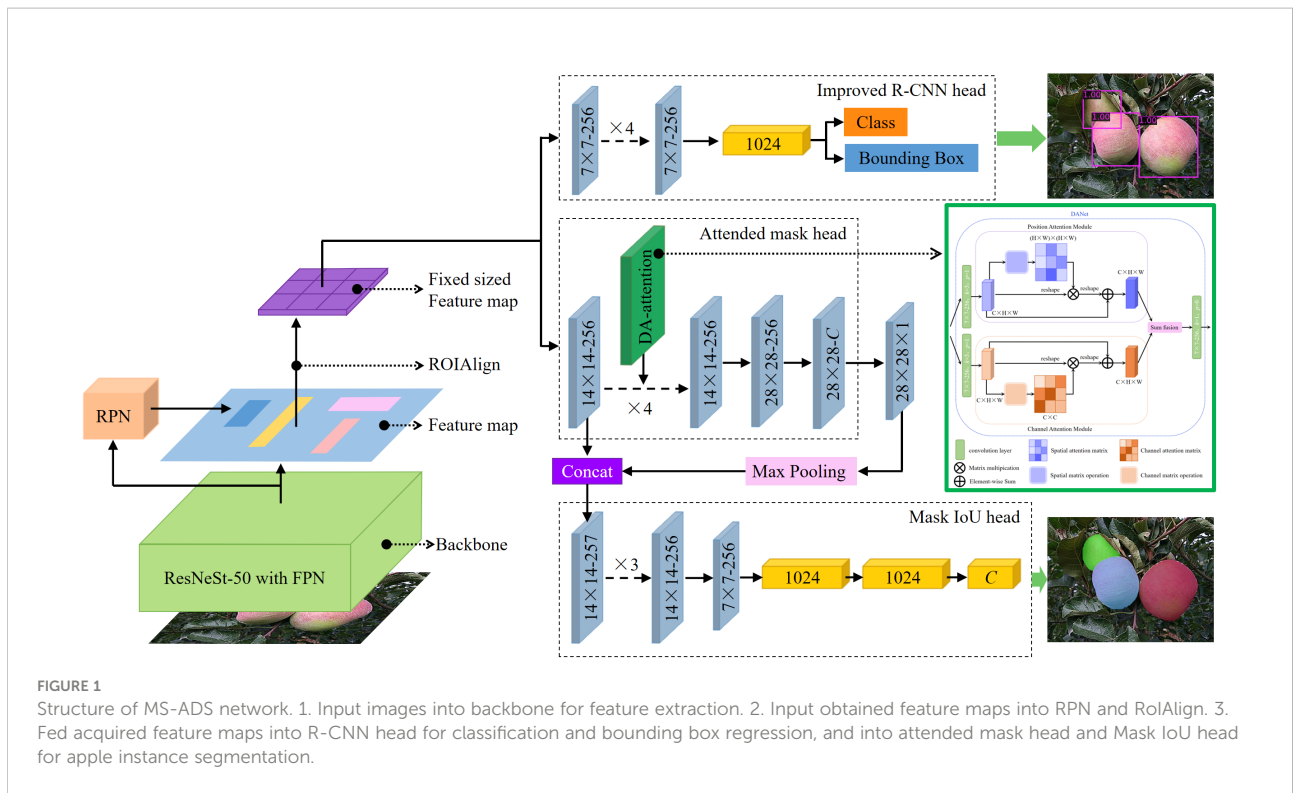 Improved R-CNN head
7×7-256
×4
7×7-256
1024
Class
Bounding Box
1.00
1.00
1.00
Attended mask head
DA-attention
14×14-256
×4
14×14-256
28×28-256
28×28-C
28×28×1
Fixed sized
Feature map
ROIAlign
RPN
Feature map
Backbone
ResNeSt-50 with FPN
Concat
Max Pooling
DANet
Position Attention Module
(H×W)×(H×W)
C×H×W
reshape
reshape
C×H×W
Sum fusion
reshape
reshape
C×H×W
C×H×W
C×C
Channel Attention Module
convolution layer
Spatial attention matrix
Channel attention matrix
Matrix multipication
Element-wise Sum
Spatial matrix operation
Channel matrix operation
Mask IoU head
14×14-257
×3
14×14-256
7×7-256
1024
1024
C
FIGURE 1
Structure of MS-ADS network. 1. Input images into backbone for feature extraction. 2. Input obtained feature maps into RPN and RoIAlign. 3.
Fed acquired feature maps into R-CNN head for classification and bounding box regression, and into attended mask head and Mask IoU head
for apple instance segmentation.